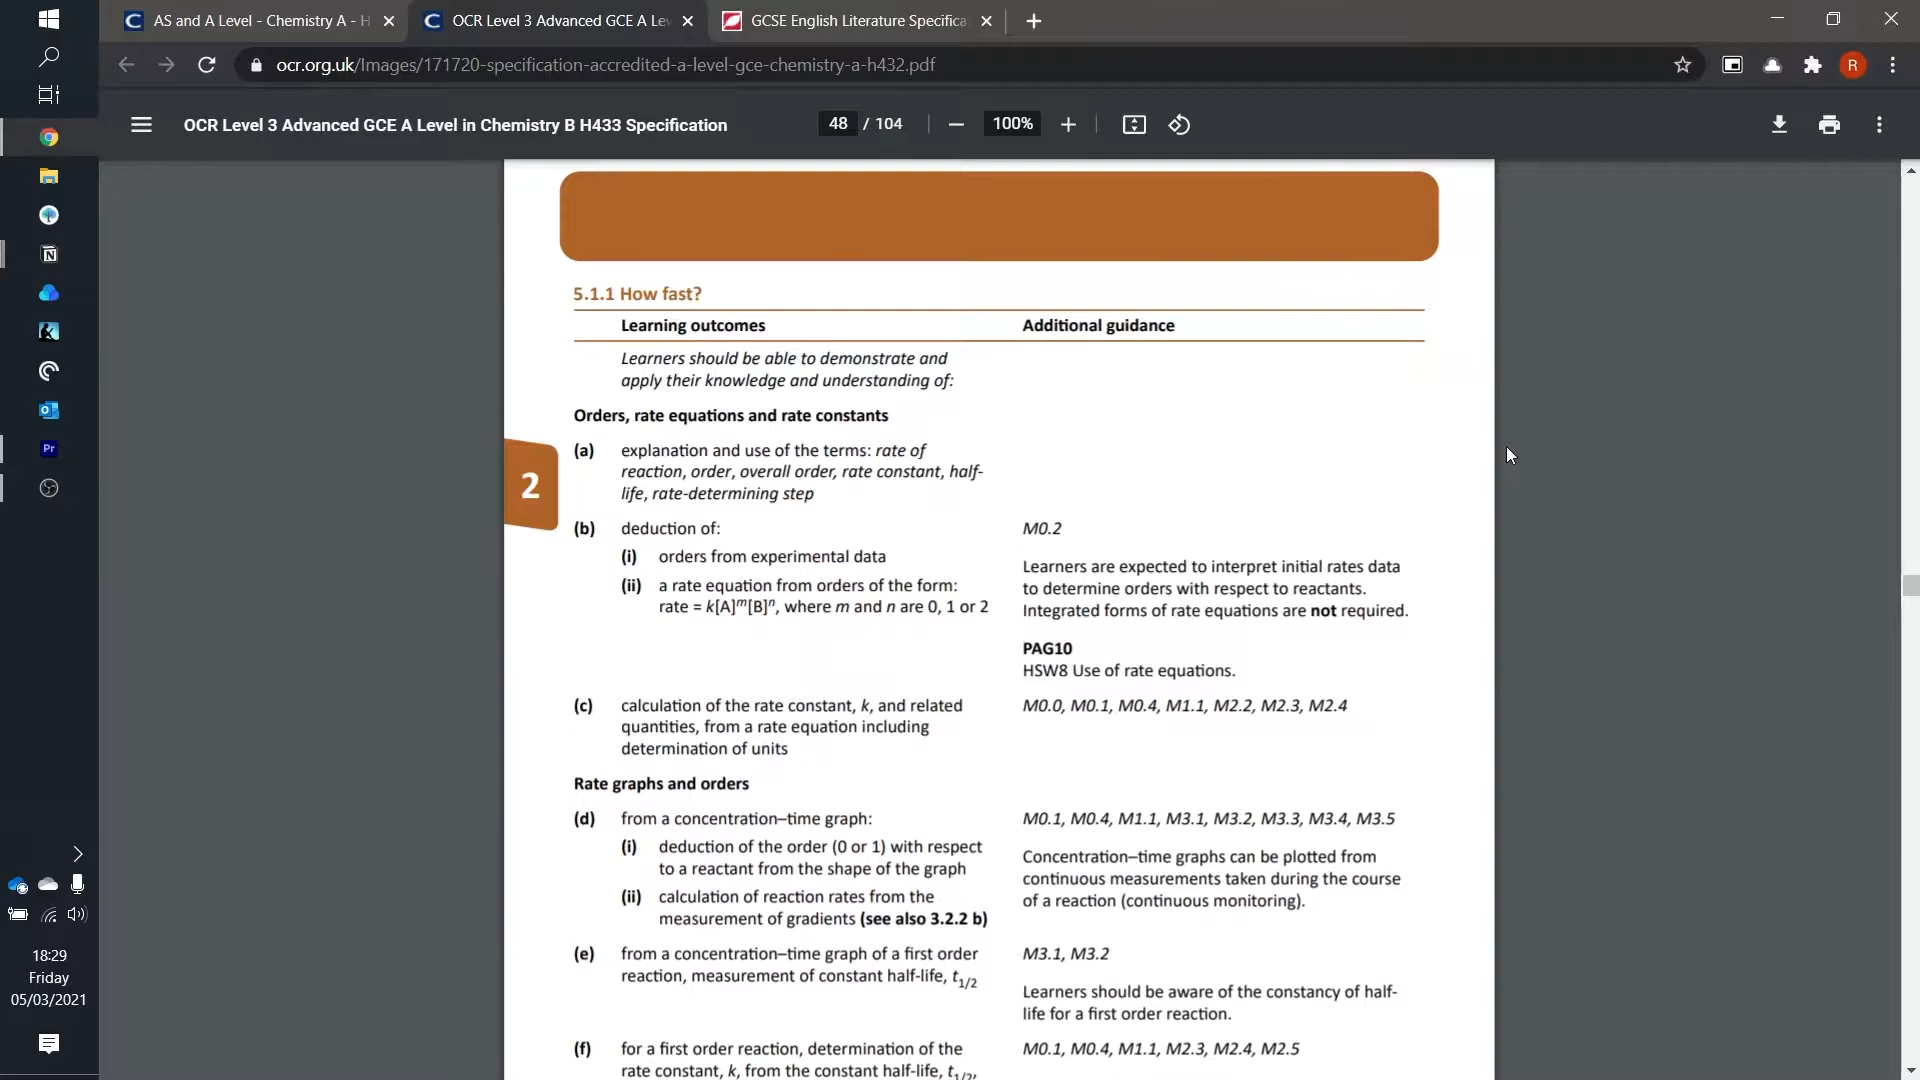 AS and A Level - Chemistry A - H
OCR Level 3 Advanced GCE A Lev
GCSE English Literature Specifica
ocr.org.uk/Images/171720-specification-accredited-a-level-gce-chemistry-a-h432.pdf
R
OCR Level 3 Advanced GCE A Level in Chemistry B H433 Specification
48 / 104
100%
5.1.1 How fast?
Learning outcomes
Additional guidance
Learners should be able to demonstrate and
apply their knowledge and understanding of:
Orders, rate equations and rate constants
(a) explanation and use of the terms: rate of
reaction, order, overall order, rate constant, half-
life, rate-determining step
2
(b) deduction of:
(i) orders from experimental data
(ii) a rate equation from orders of the form:
rate = k[A]ᵐ[B]ⁿ, where m and n are 0, 1 or 2
M0.2
Learners are expected to interpret initial rates data
to determine orders with respect to reactants.
Integrated forms of rate equations are not required.
PAG10
HSW8 Use of rate equations.
(c) calculation of the rate constant, k, and related
quantities, from a rate equation including
determination of units
M0.0, M0.1, M0.4, M1.1, M2.2, M2.3, M2.4
Rate graphs and orders
(d) from a concentration–time graph:
(i) deduction of the order (0 or 1) with respect
to a reactant from the shape of the graph
(ii) calculation of reaction rates from the
measurement of gradients (see also 3.2.2 b)
M0.1, M0.4, M1.1, M3.1, M3.2, M3.3, M3.4, M3.5
Concentration–time graphs can be plotted from
continuous measurements taken during the course
of a reaction (continuous monitoring).
(e) from a concentration–time graph of a first order
reaction, measurement of constant half-life, t1/2
M3.1, M3.2
Learners should be aware of the constancy of half-
life for a first order reaction.
(f) for a first order reaction, determination of the
rate constant, k, from the constant half-life, t1/2,
M0.1, M0.4, M1.1, M2.3, M2.4, M2.5
Pr
18:29
Friday
05/03/2021